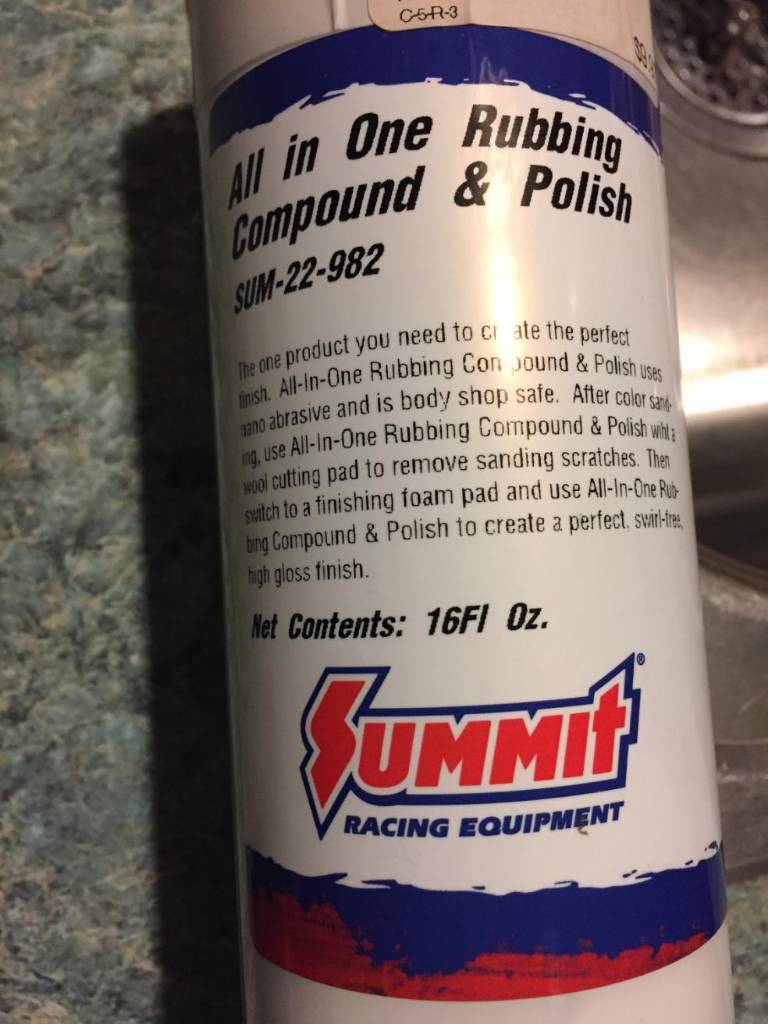 C-5-R-3
$9.9
All in One Rubbing
Compound & Polish
SUM-22-982
The one product you need to create the perfect
finish. All-In-One Rubbing Compound & Polish uses
nano abrasive and is body shop safe. After color sand-
ing, use All-In-One Rubbing Compound & Polish wiht a
wool cutting pad to remove sanding scratches. Then
switch to a finishing foam pad and use All-In-One Rub-
bing Compound & Polish to create a perfect, swirl-free,
high gloss finish.
Net Contents: 16Fl Oz.
SUMMIT®
RACING EQUIPMENT